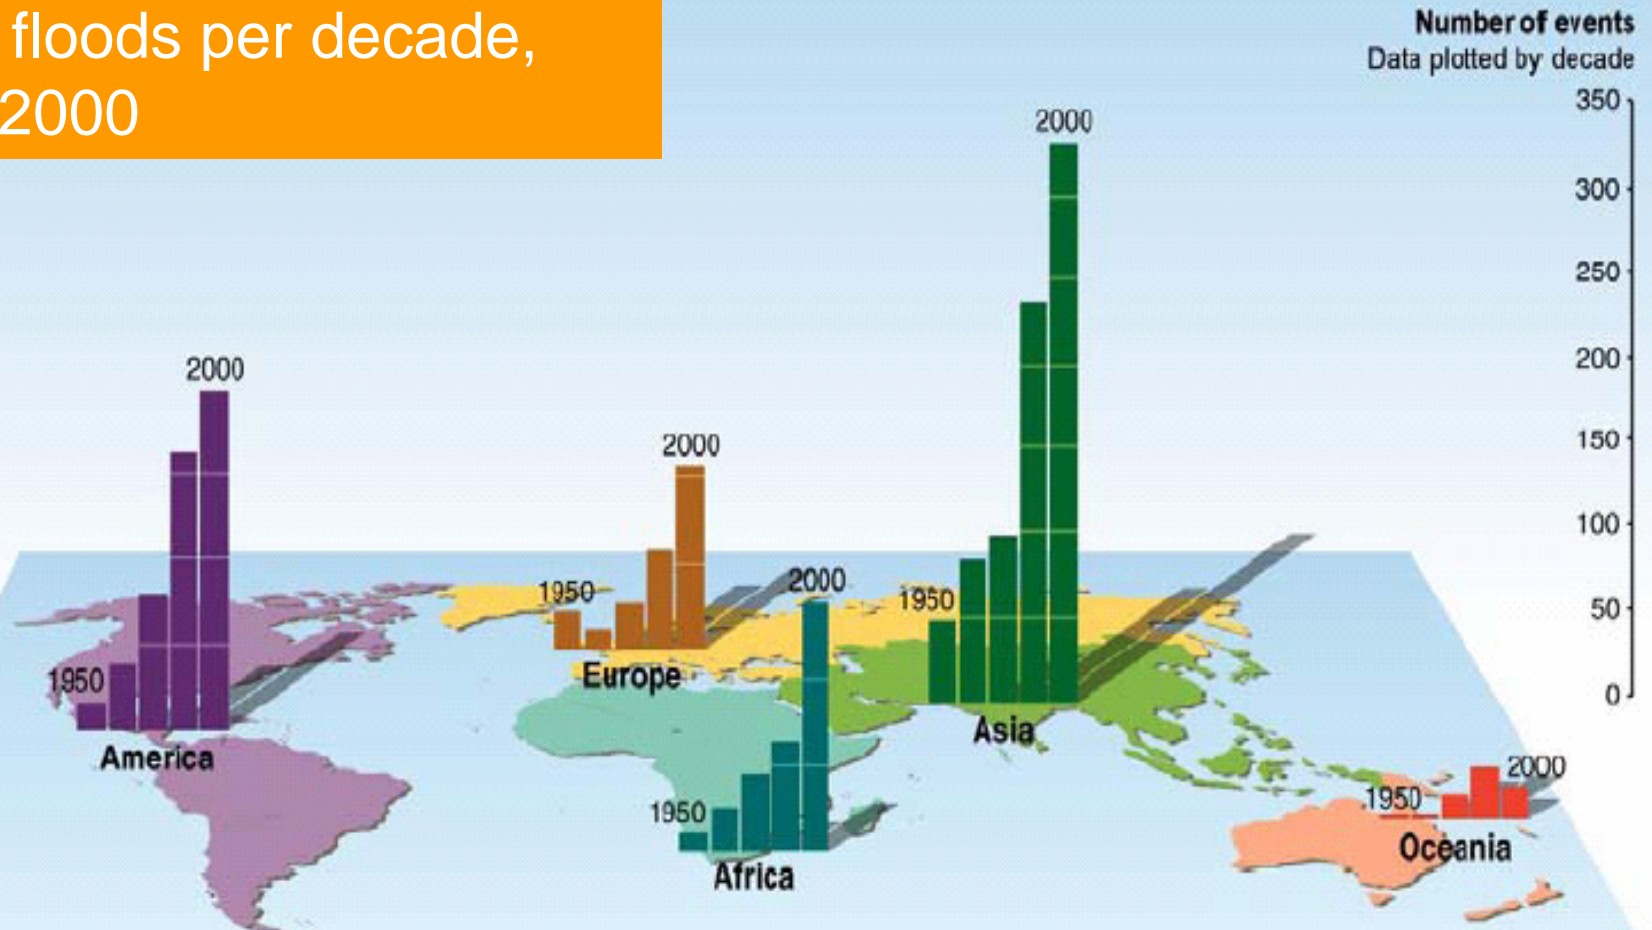 floods per decade,
2000
Number of events
Data plotted by decade
350
300
250
200
150
100
50
0
2000
1950
America
2000
1950
Europe
2000
1950
Africa
2000
1950
Asia
2000
1950
Oceania